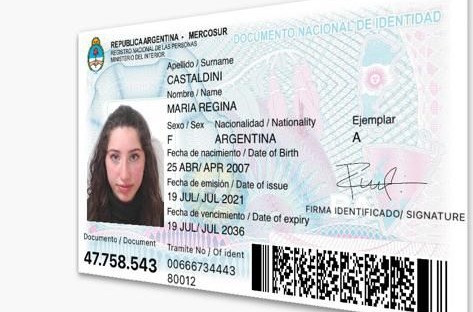 REPUBLICA ARGENTINA - MERCOSUR
REGISTRO NACIONAL DE LAS PERSONAS
MINISTERIO DEL INTERIOR
DOCUMENTO NACIONAL DE IDENTIDAD
Apellido / Surname
CASTALDINI
Nombre / Name
MARIA REGINA
Sexo / Sex Nacionalidad / Nationality Ejemplar
F ARGENTINA A
Fecha de nacimiento / Date of Birth
25 ABR/ APR 2007
Fecha de emisión / Date of issue
19 JUL/ JUL 2021
FIRMA IDENTIFICADO/ SIGNATURE
Fecha de vencimiento / Date of expiry
19 JUL/ JUL 2036
Documento / Document
47.758.543
Tramite No / Of ident
00666734443
80012